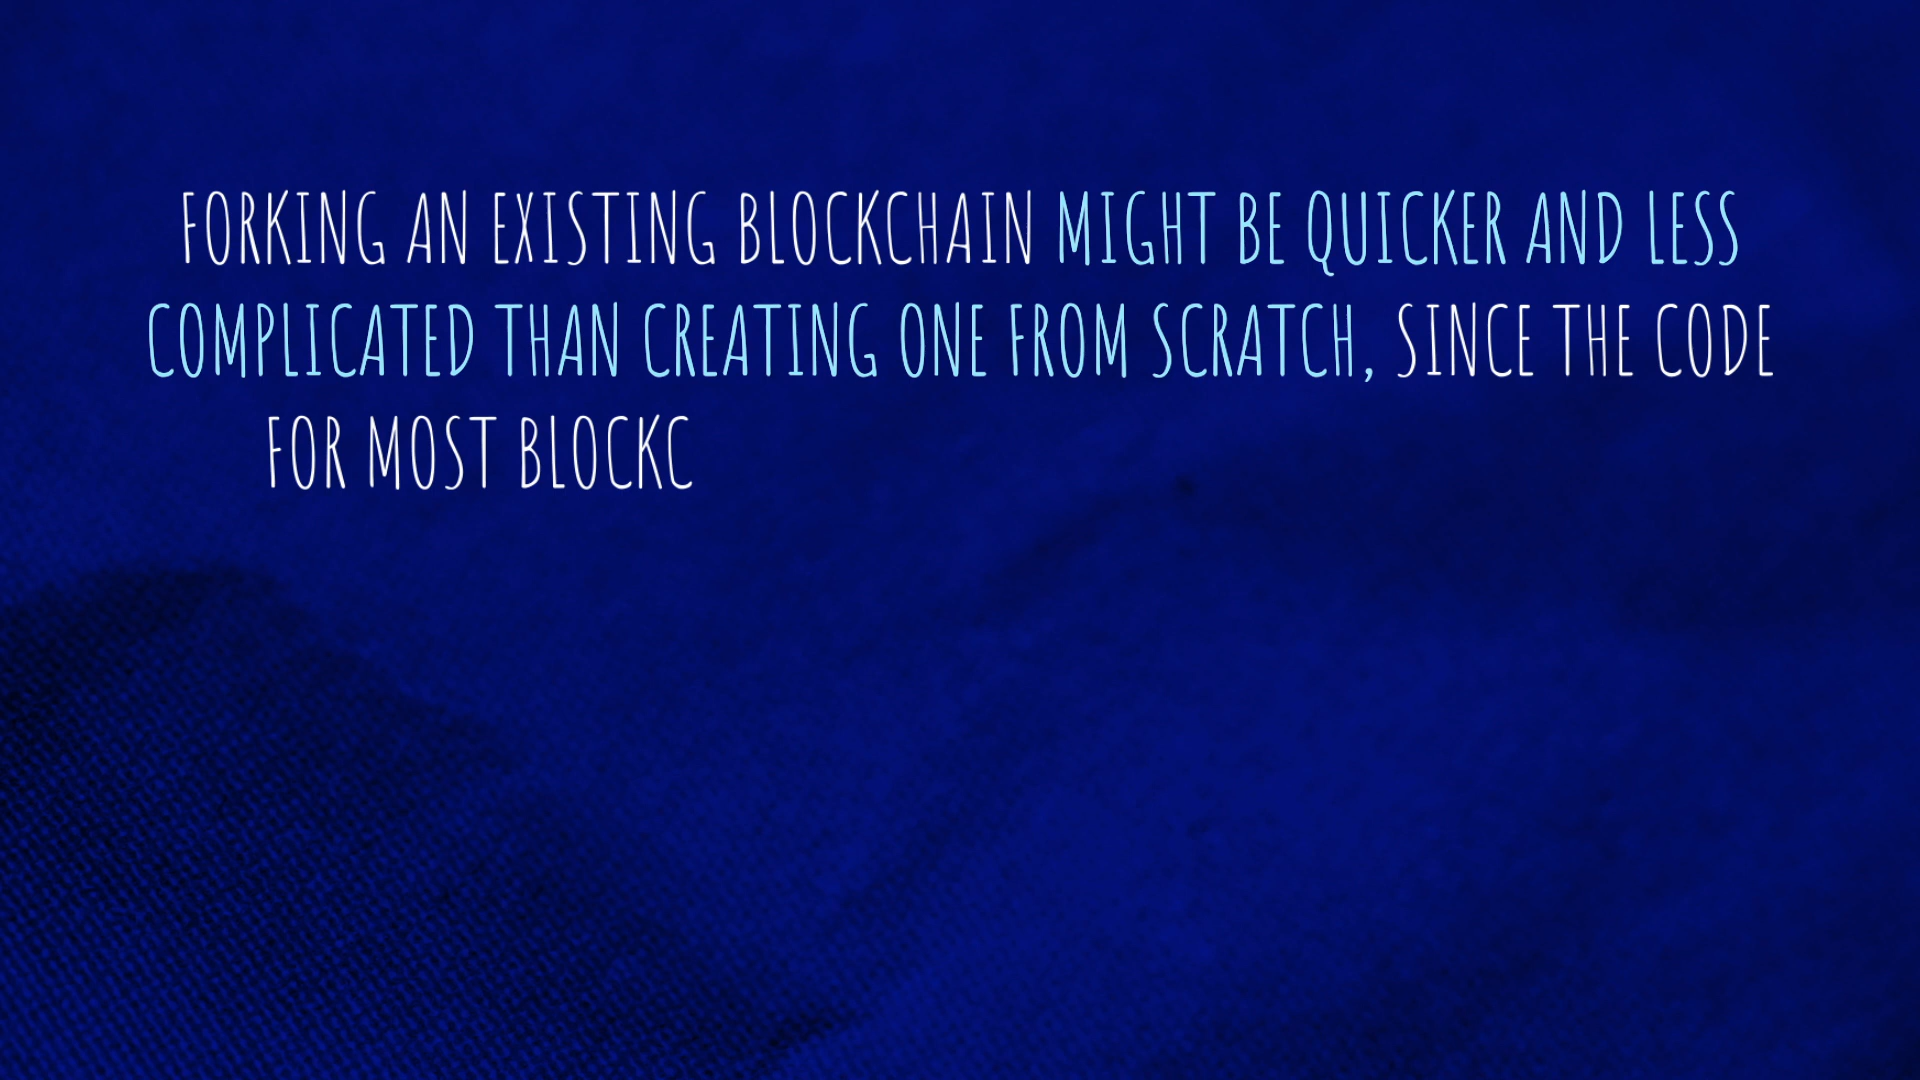 FORKING AN EXISTING BLOCKCHAIN MIGHT BE QUICKER AND LESS
COMPLICATED THAN CREATING ONE FROM SCRATCH, SINCE THE CODE
FOR MOST BLOCKC